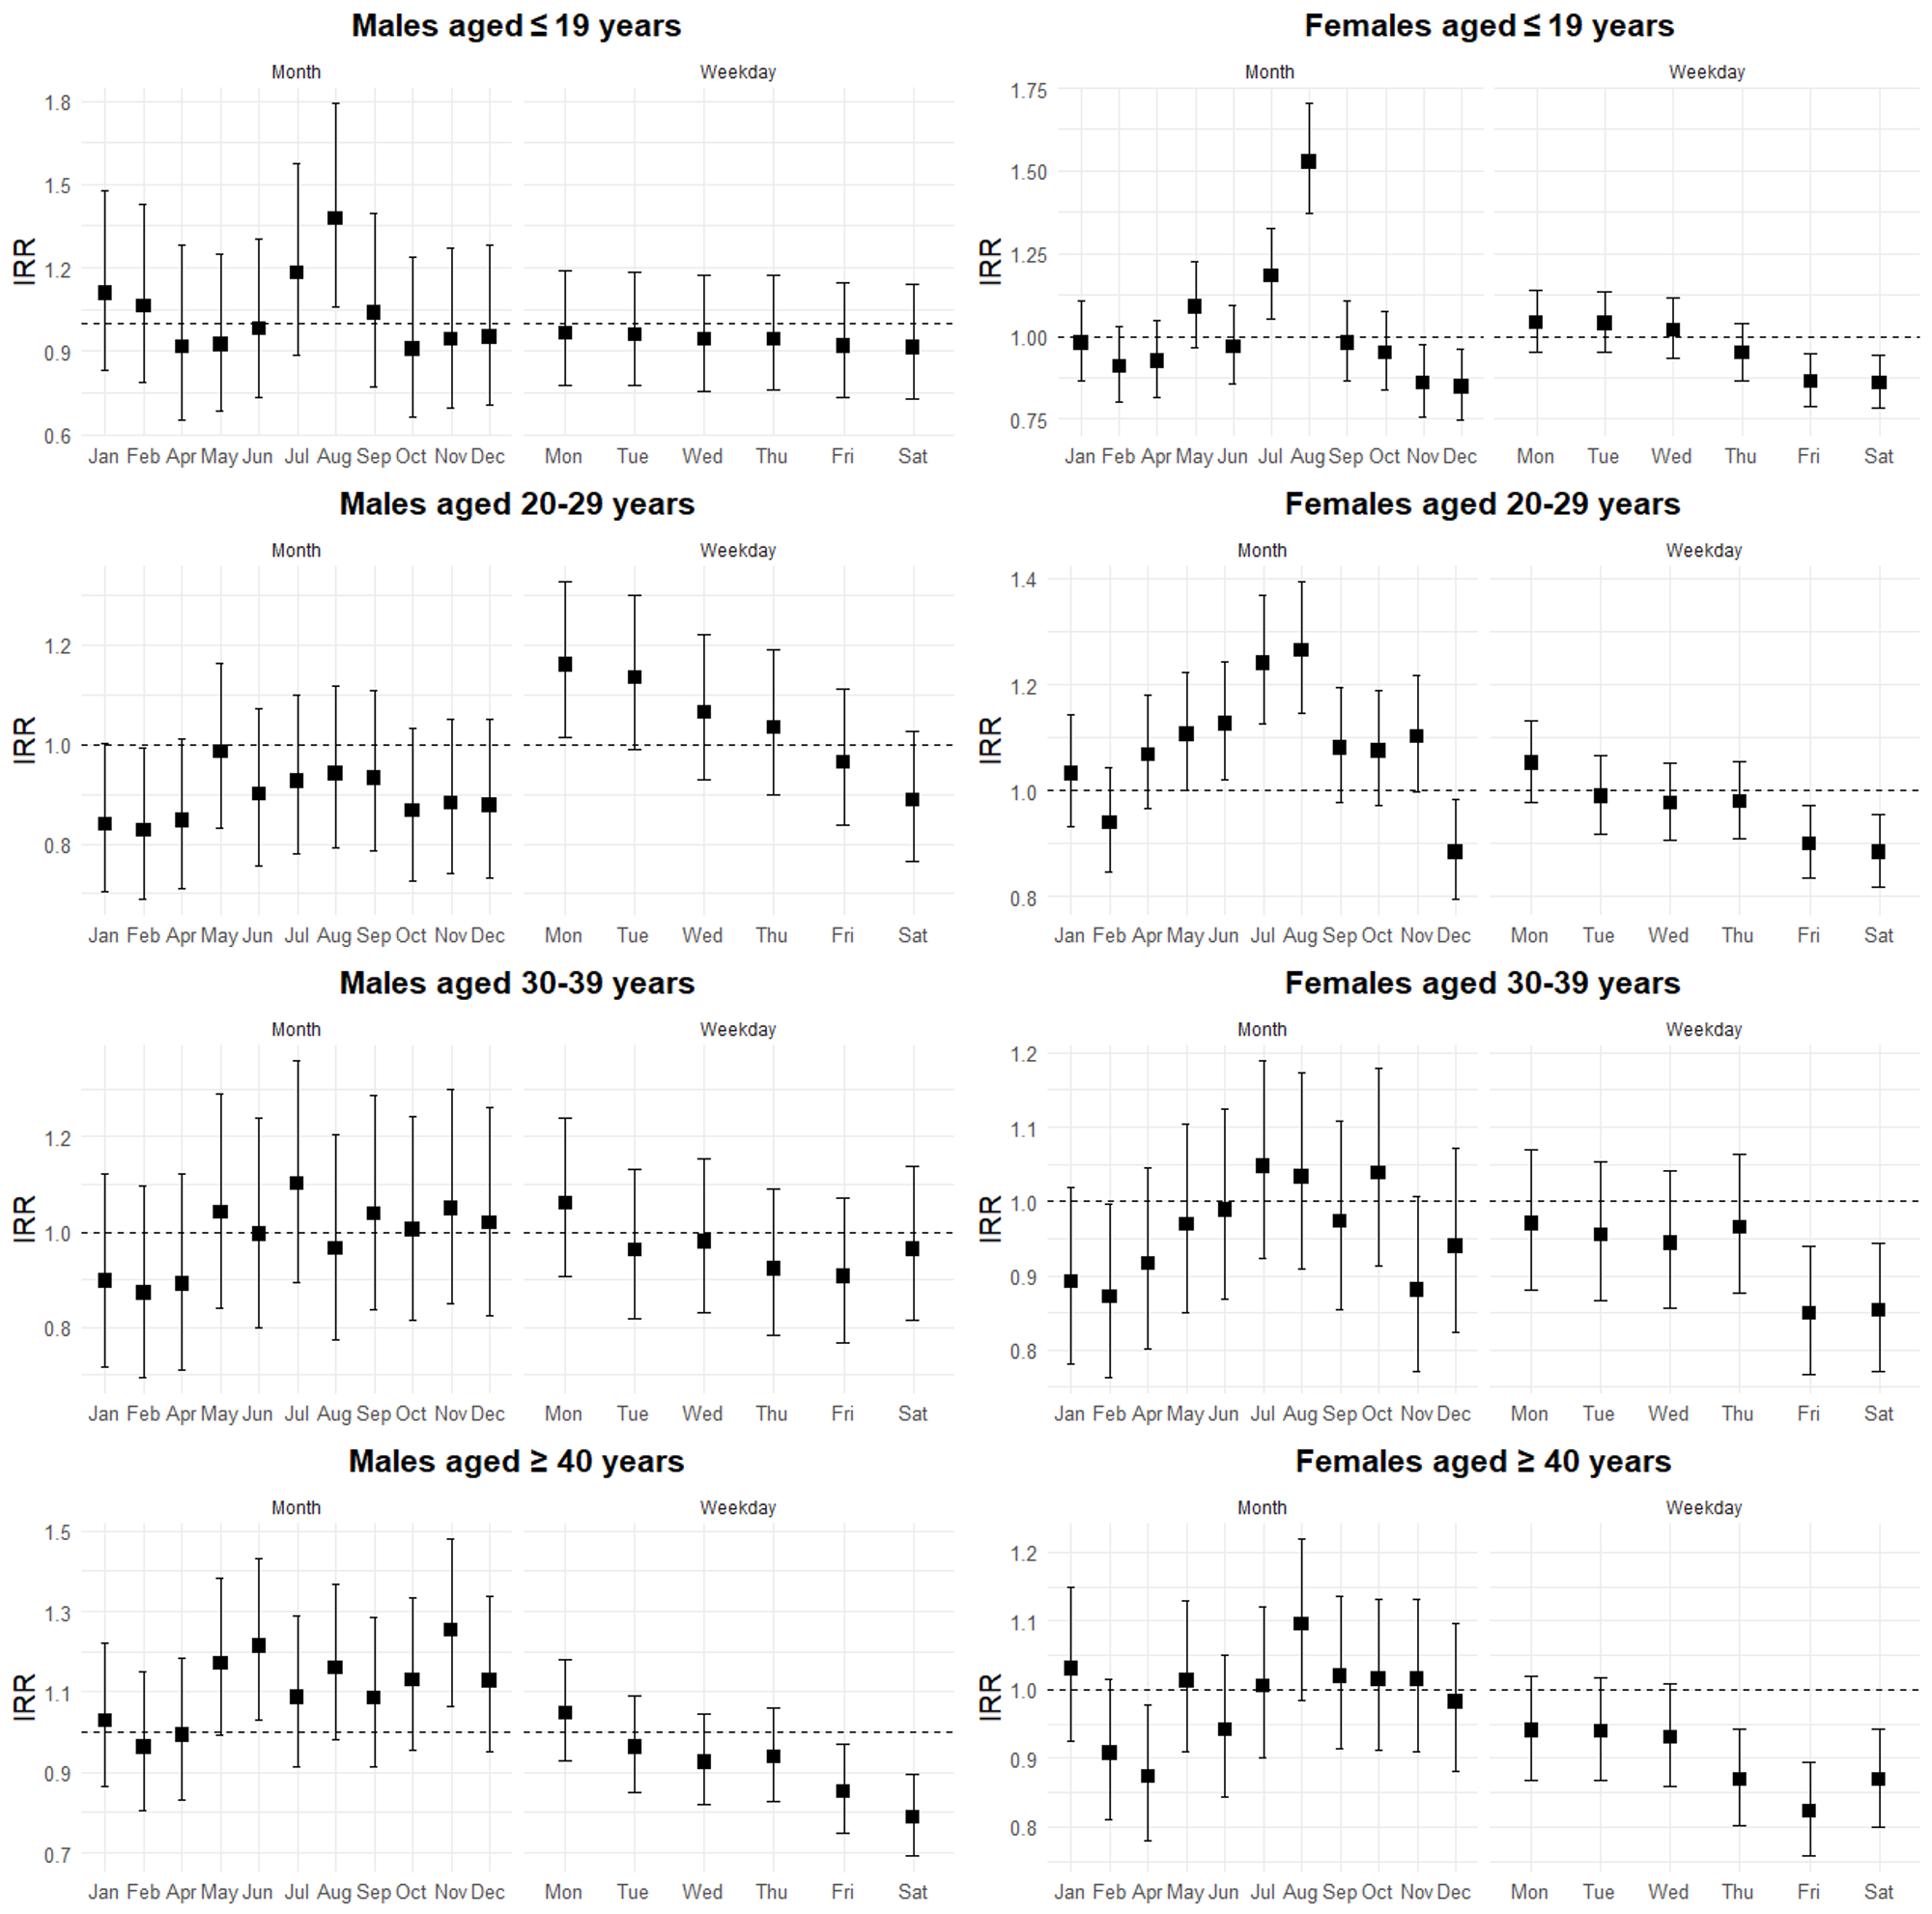 Males aged ≤ 19 years
Month Weekday
IRR
1.8
1.5
1.2
0.9
0.6
Jan Feb Apr May Jun Jul Aug Sep Oct Nov Dec Mon Tue Wed Thu Fri Sat
Females aged ≤ 19 years
Month Weekday
IRR
1.75
1.50
1.25
1.00
0.75
Jan Feb Apr May Jun Jul Aug Sep Oct Nov Dec Mon Tue Wed Thu Fri Sat
Males aged 20-29 years
Month Weekday
IRR
1.2
1.0
0.8
Jan Feb Apr May Jun Jul Aug Sep Oct Nov Dec Mon Tue Wed Thu Fri Sat
Females aged 20-29 years
Month Weekday
IRR
1.4
1.2
1.0
0.8
Jan Feb Apr May Jun Jul Aug Sep Oct Nov Dec Mon Tue Wed Thu Fri Sat
Males aged 30-39 years
Month Weekday
IRR
1.2
1.0
0.8
Jan Feb Apr May Jun Jul Aug Sep Oct Nov Dec Mon Tue Wed Thu Fri Sat
Females aged 30-39 years
Month Weekday
IRR
1.2
1.1
1.0
0.9
0.8
Jan Feb Apr May Jun Jul Aug Sep Oct Nov Dec Mon Tue Wed Thu Fri Sat
Males aged ≥ 40 years
Month Weekday
IRR
1.5
1.3
1.1
0.9
0.7
Jan Feb Apr May Jun Jul Aug Sep Oct Nov Dec Mon Tue Wed Thu Fri Sat
Females aged ≥ 40 years
Month Weekday
IRR
1.2
1.1
1.0
0.9
0.8
Jan Feb Apr May Jun Jul Aug Sep Oct Nov Dec Mon Tue Wed Thu Fri Sat